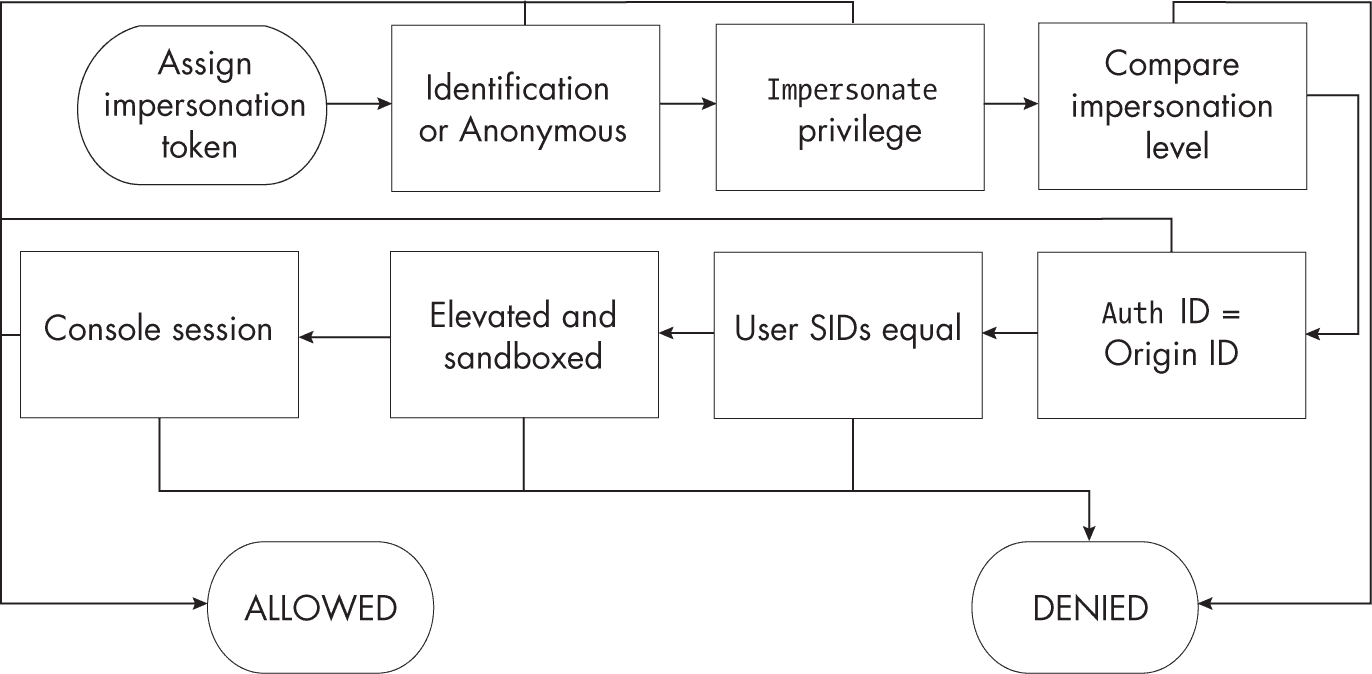 Assign
impersonation
token
Identification
or Anonymous
Impersonate
privilege
Compare
impersonation
level
Console session
Elevated and
sandboxed
User SIDs equal
Auth ID =
Origin ID
ALLOWED
DENIED